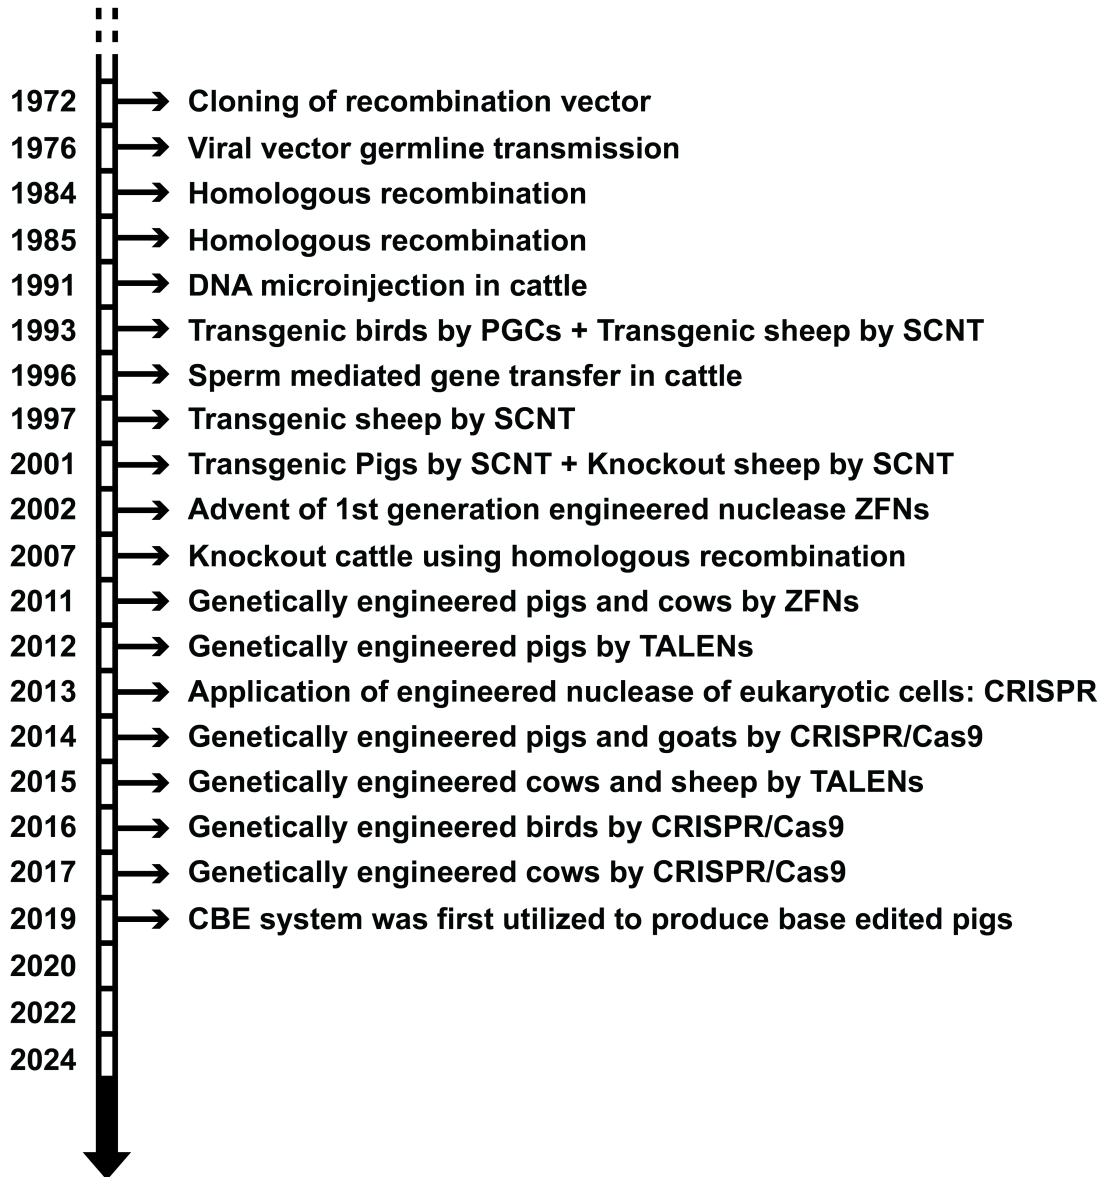 1972 Cloning of recombination vector
1976 Viral vector germline transmission
1984 Homologous recombination
1985 Homologous recombination
1991 DNA microinjection in cattle
1993 Transgenic birds by PGCs + Transgenic sheep by SCNT
1996 Sperm mediated gene transfer in cattle
1997 Transgenic sheep by SCNT
2001 Transgenic Pigs by SCNT + Knockout sheep by SCNT
2002 Advent of 1st generation engineered nuclease ZFNs
2007 Knockout cattle using homologous recombination
2011 Genetically engineered pigs and cows by ZFNs
2012 Genetically engineered pigs by TALENs
2013 Application of engineered nuclease of eukaryotic cells: CRISPR
2014 Genetically engineered pigs and goats by CRISPR/Cas9
2015 Genetically engineered cows and sheep by TALENs
2016 Genetically engineered birds by CRISPR/Cas9
2017 Genetically engineered cows by CRISPR/Cas9
2019 CBE system was first utilized to produce base edited pigs
2020
2022
2024